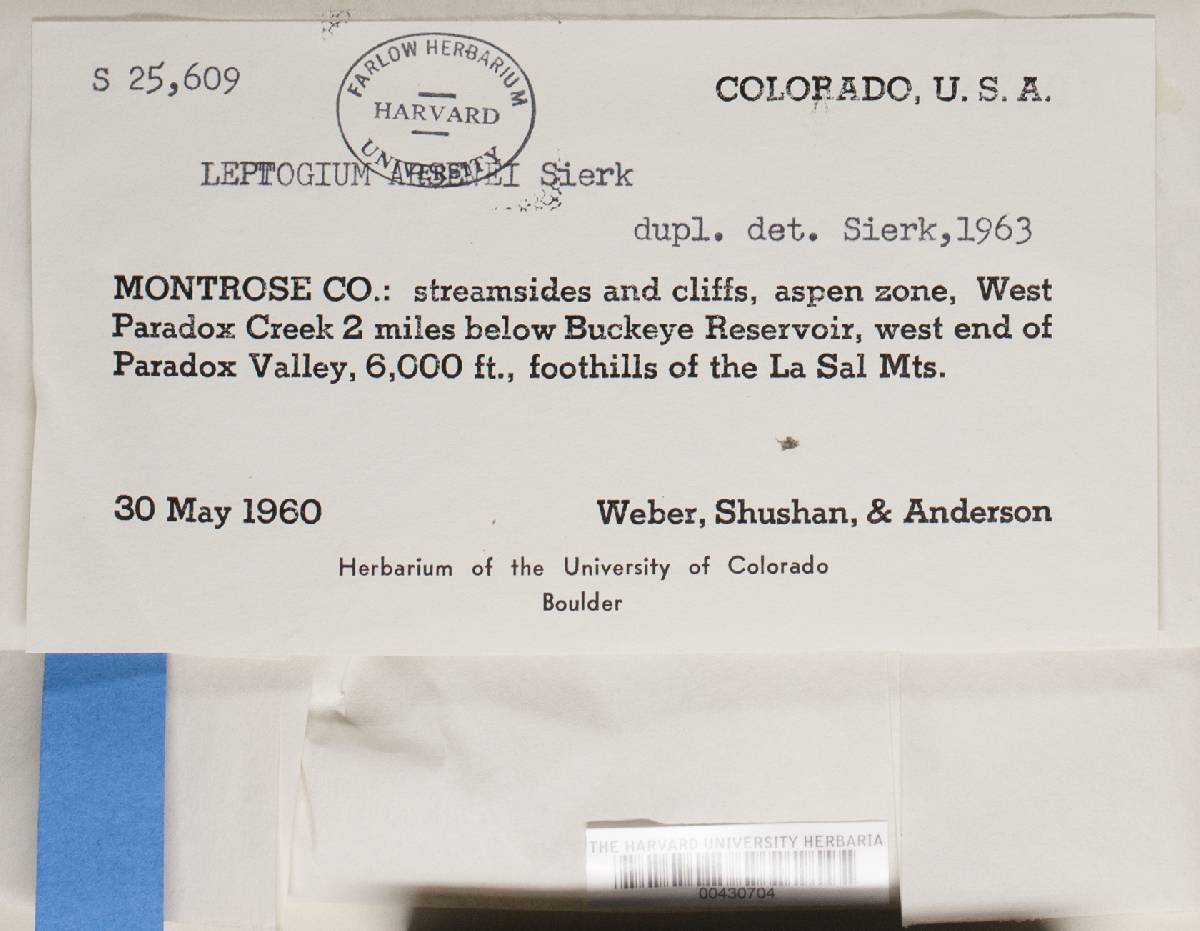 S 25,609
FARLOW HERBARIUM
HARVARD
UNIVERSITY
COLORADO, U. S. A.
LEPTOGIUM ARSENEI Sierk
dupl. det. Sierk,1963
MONTROSE CO.: streamsides and cliffs, aspen zone, West
Paradox Creek 2 miles below Buckeye Reservoir, west end of
Paradox Valley, 6,000 ft., foothills of the La Sal Mts.
30 May 1960
Weber, Shushan, & Anderson
Herbarium of the University of Colorado
Boulder
THE HARVARD UNIVERSITY HERBARIA
00430704